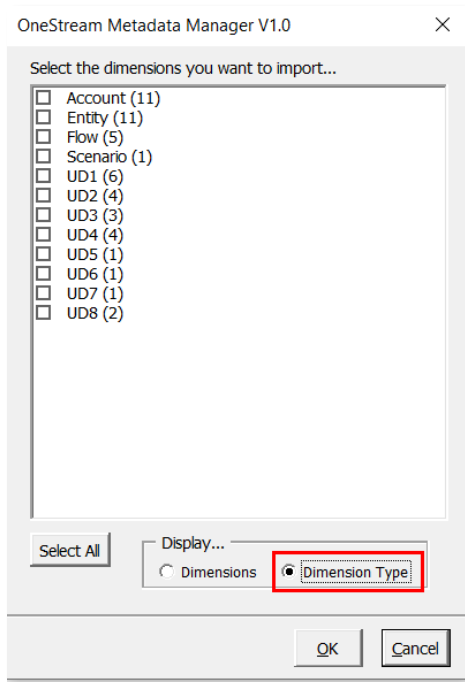 OneStream Metadata Manager V1.0
Select the dimensions you want to import...
Account (11)
Entity (11)
Flow (5)
Scenario (1)
UD1 (6)
UD2 (4)
UD3 (3)
UD4 (4)
UD5 (1)
UD6 (1)
UD7 (1)
UD8 (2)
Select All
Display...
Dimensions
Dimension Type
OK
Cancel